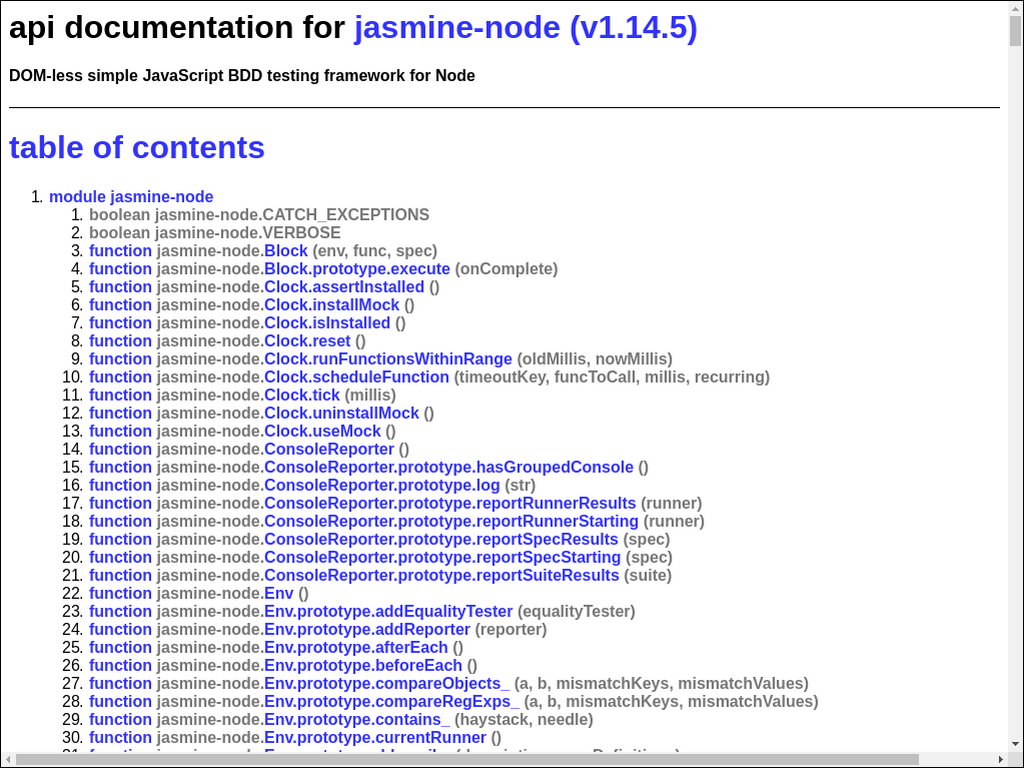 api documentation for jasmine-node (v1.14.5)
DOM-less simple JavaScript BDD testing framework for Node
table of contents
1. module jasmine-node
1. boolean jasmine-node.CATCH_EXCEPTIONS
2. boolean jasmine-node.VERBOSE
3. function jasmine-node.Block (env, func, spec)
4. function jasmine-node.Block.prototype.execute (onComplete)
5. function jasmine-node.Clock.assertInstalled ()
6. function jasmine-node.Clock.installMock ()
7. function jasmine-node.Clock.isInstalled ()
8. function jasmine-node.Clock.reset ()
9. function jasmine-node.Clock.runFunctionsWithinRange (oldMillis, nowMillis)
10. function jasmine-node.Clock.scheduleFunction (timeoutKey, funcToCall, millis, recurring)
11. function jasmine-node.Clock.tick (millis)
12. function jasmine-node.Clock.uninstallMock ()
13. function jasmine-node.Clock.useMock ()
14. function jasmine-node.ConsoleReporter ()
15. function jasmine-node.ConsoleReporter.prototype.hasGroupedConsole ()
16. function jasmine-node.ConsoleReporter.prototype.log (str)
17. function jasmine-node.ConsoleReporter.prototype.reportRunnerResults (runner)
18. function jasmine-node.ConsoleReporter.prototype.reportRunnerStarting (runner)
19. function jasmine-node.ConsoleReporter.prototype.reportSpecResults (spec)
20. function jasmine-node.ConsoleReporter.prototype.reportSpecStarting (spec)
21. function jasmine-node.ConsoleReporter.prototype.reportSuiteResults (suite)
22. function jasmine-node.Env ()
23. function jasmine-node.Env.prototype.addEqualityTester (equalityTester)
24. function jasmine-node.Env.prototype.addReporter (reporter)
25. function jasmine-node.Env.prototype.afterEach ()
26. function jasmine-node.Env.prototype.beforeEach ()
27. function jasmine-node.Env.prototype.compareObjects_ (a, b, mismatchKeys, mismatchValues)
28. function jasmine-node.Env.prototype.compareRegExps_ (a, b, mismatchKeys, mismatchValues)
29. function jasmine-node.Env.prototype.contains_ (haystack, needle)
30. function jasmine-node.Env.prototype.currentRunner ()